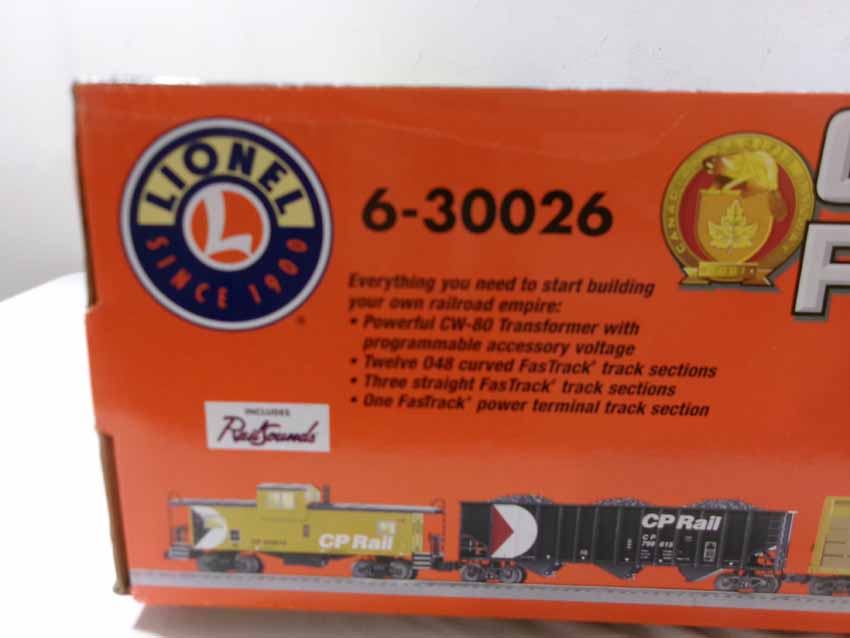 LIONEL
SINCE 1900
6-30026
Everything you need to start building
your own railroad empire:
• Powerful CW-80 Transformer with
programmable accessory voltage
• Twelve O48 curved FasTrack® track sections
• Three straight FasTrack® track sections
• One FasTrack® power terminal track section
INCLUDES
RailSounds®
CP Rail
CP Rail
CP